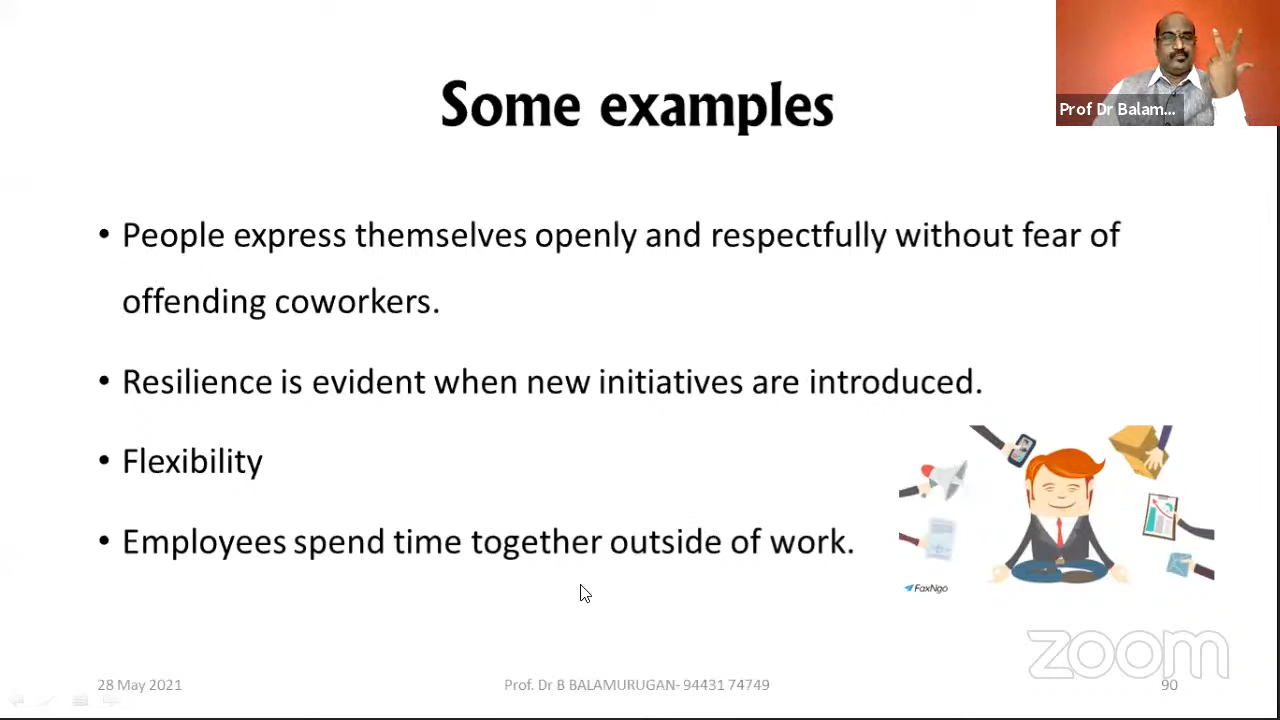 Some examples
Prof Dr Balam...
• People express themselves openly and respectfully without fear of
offending coworkers.
• Resilience is evident when new initiatives are introduced.
• Flexibility
• Employees spend time together outside of work.
FaxNgo
zoom
28 May 2021
Prof. Dr B BALAMURUGAN- 94431 74749
90